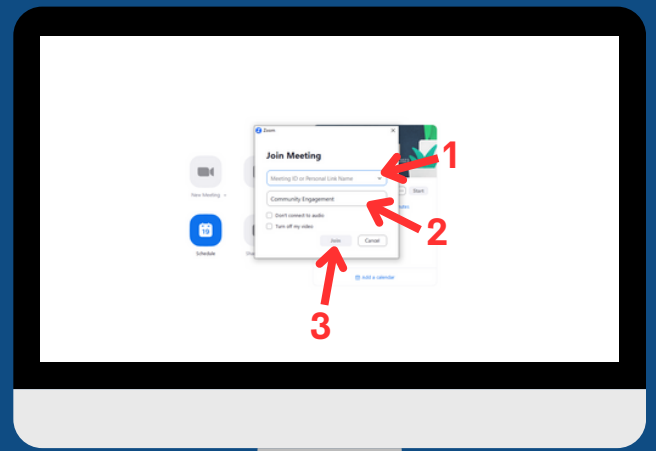 Zoom
Join Meeting
Meeting ID or Personal Link Name
Community Engagement
Don't connect to audio
Turn off my video
Join
Cancel
New Meeting
19
Schedule
Start
Add a calendar
1
2
3